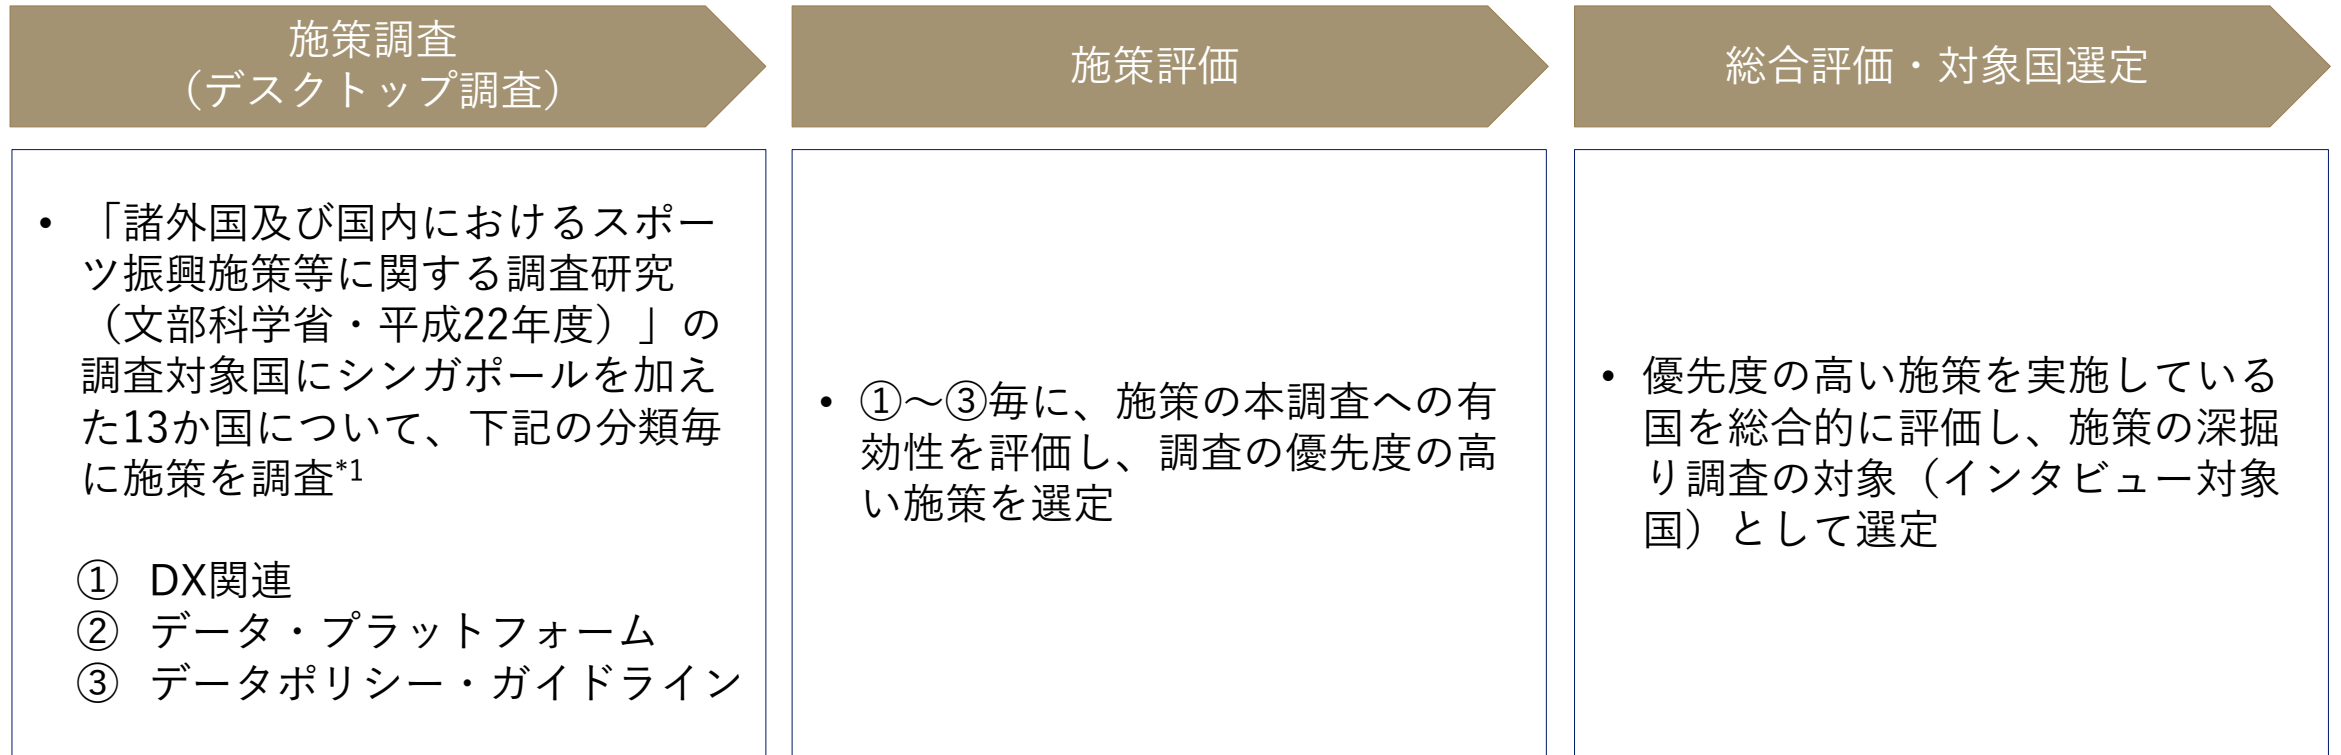 施策調査
（デスクトップ調査）
施策評価
総合評価・対象国選定
• 「諸外国及び国内におけるスポー
ツ振興施策等に関する調査研究
（文部科学省・平成22年度）」の
調査対象国にシンガポールを加え
た13か国について、下記の分類毎
に施策を調査*1
① DX関連
② データ・プラットフォーム
③ データポリシー・ガイドライン
• ①～③毎に、施策の本調査への有
効性を評価し、調査の優先度の高
い施策を選定
• 優先度の高い施策を実施している
国を総合的に評価し、施策の深掘
り調査の対象（インタビュー対象
国）として選定